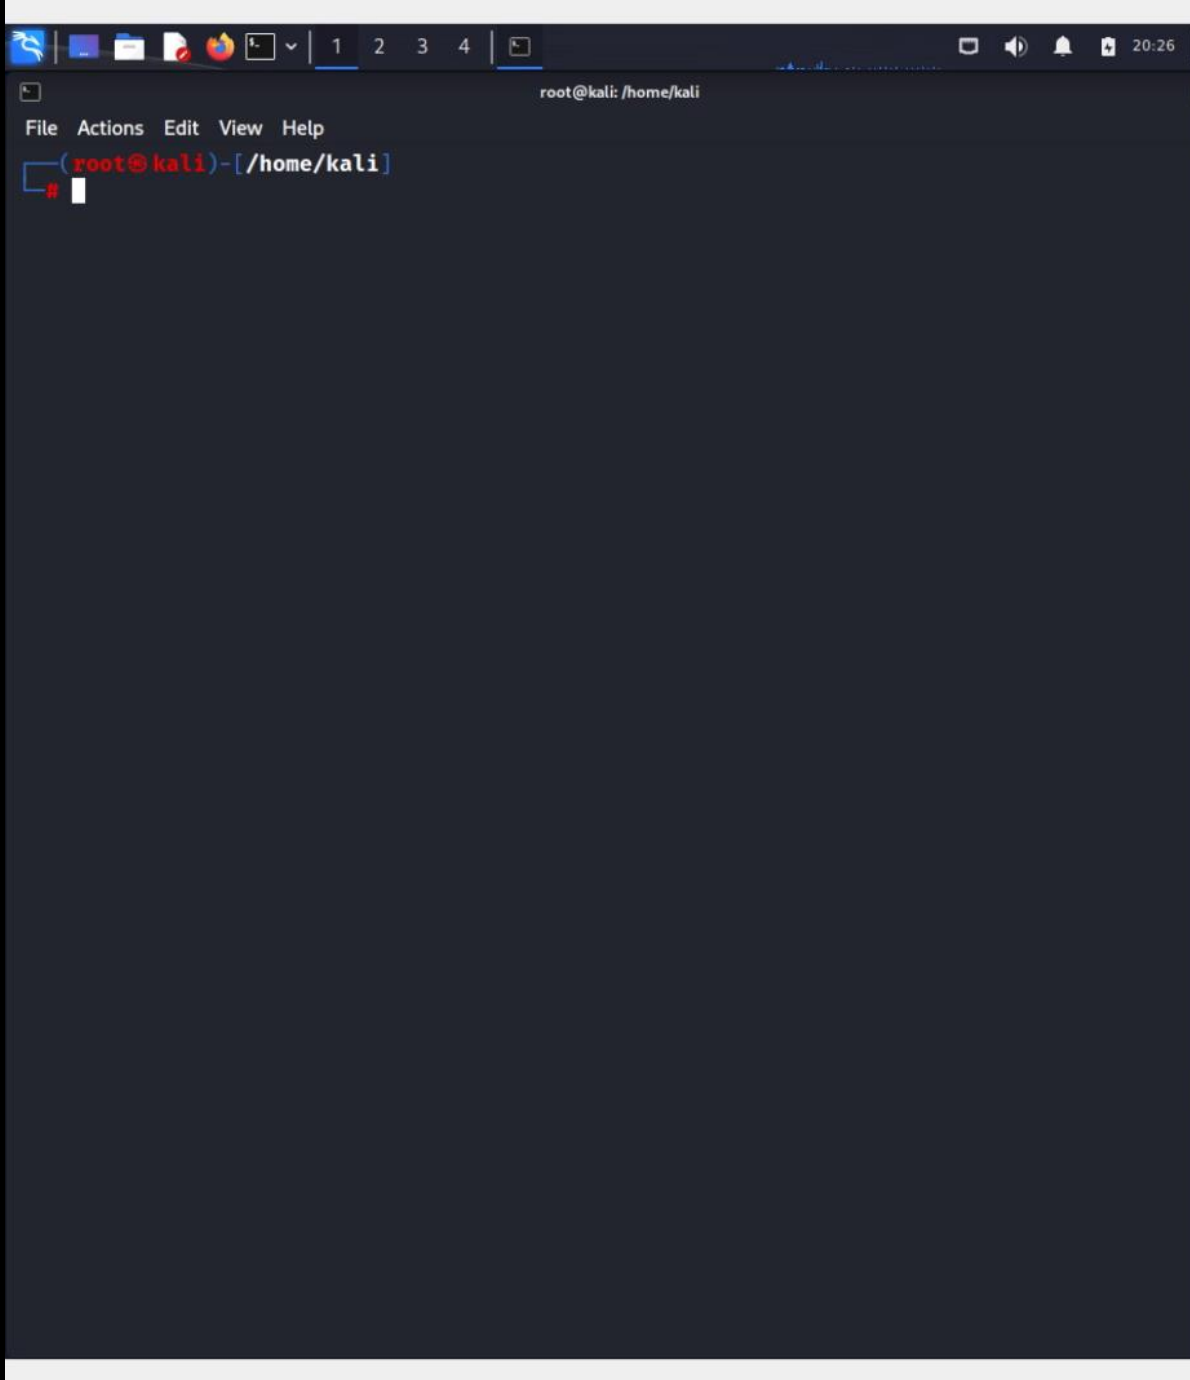 1 2 3 4 20:26
root@kali: /home/kali
File Actions Edit View Help
┌──(root㉿kali)-[/home/kali]
└─#